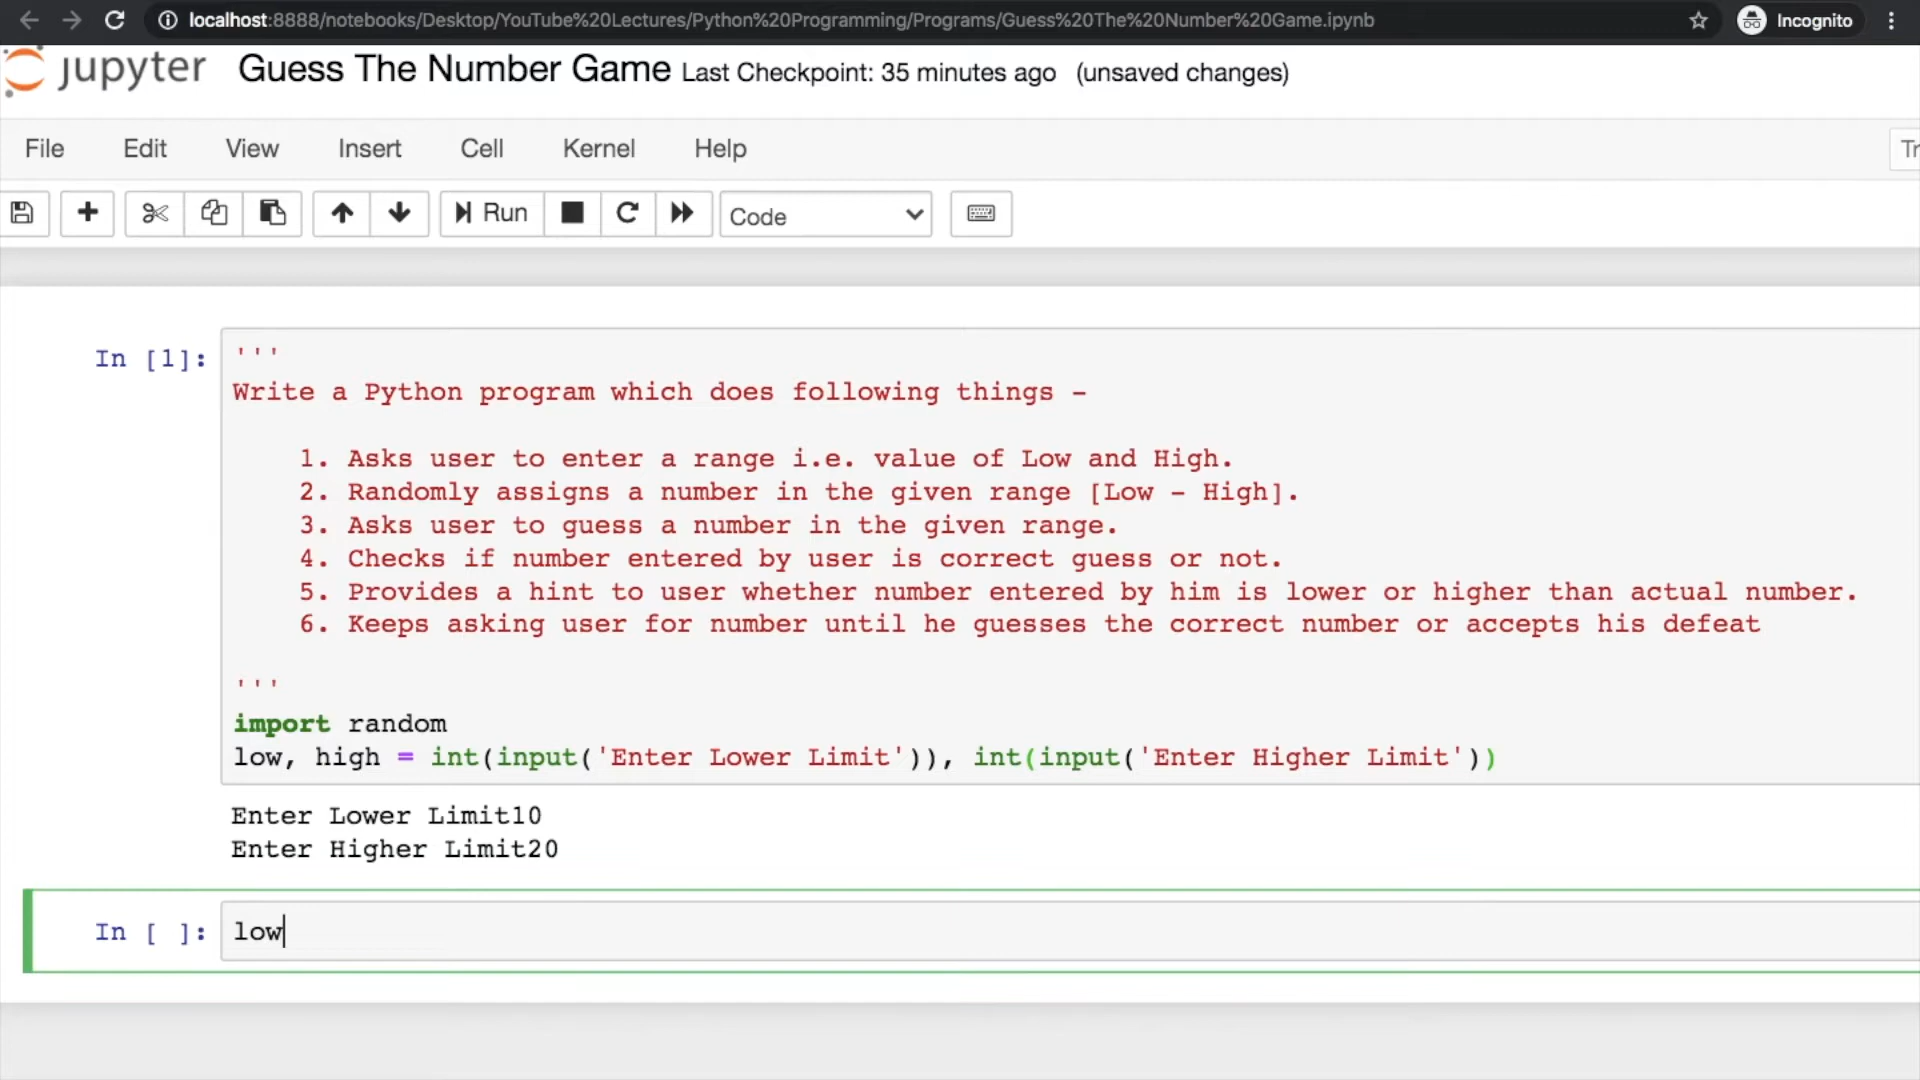 localhost:8888/notebooks/Desktop/YouTube%20Lectures/Python%20Programming/Programs/Guess%20The%20Number%20Game.ipynb
Incognito
jupyter Guess The Number Game Last Checkpoint: 35 minutes ago (unsaved changes)
File Edit View Insert Cell Kernel Help Tr
Run Code
In [1]: '''
Write a Python program which does following things -
1. Asks user to enter a range i.e. value of Low and High.
2. Randomly assigns a number in the given range [Low - High].
3. Asks user to guess a number in the given range.
4. Checks if number entered by user is correct guess or not.
5. Provides a hint to user whether number entered by him is lower or higher than actual number.
6. Keeps asking user for number until he guesses the correct number or accepts his defeat
'''
import random
low, high = int(input('Enter Lower Limit')), int(input('Enter Higher Limit'))
Enter Lower Limit10
Enter Higher Limit20
In [ ]: low